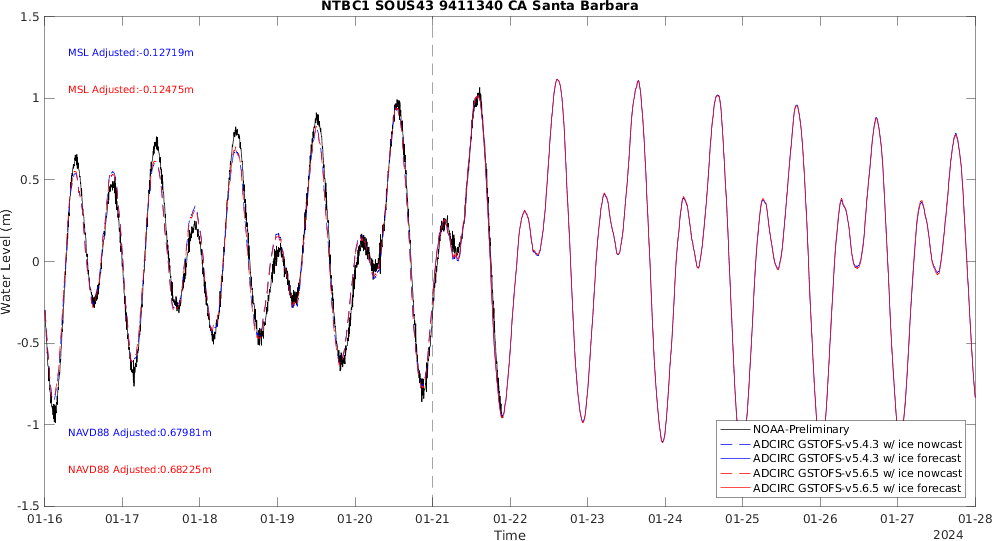 NTBC1 SOUS43 9411340 CA Santa Barbara
1.5
1
0.5
0
-0.5
-1
-1.5
Water Level (m)
MSL Adjusted:-0.12719m
MSL Adjusted:-0.12475m
NAVD88 Adjusted:0.67981m
NAVD88 Adjusted:0.68225m
NOAA-Preliminary
ADCIRC GSTOFS-v5.4.3 w/ ice nowcast
ADCIRC GSTOFS-v5.4.3 w/ ice forecast
ADCIRC GSTOFS-v5.6.5 w/ ice nowcast
ADCIRC GSTOFS-v5.6.5 w/ ice forecast
01-16 01-17 01-18 01-19 01-20 01-21 01-22 01-23 01-24 01-25 01-26 01-27 01-28
Time
2024